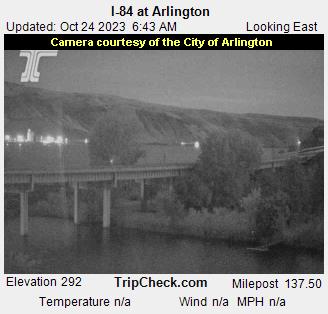 I-84 at Arlington
Updated: Oct 24 2023 6:43 AM Looking East
Camera courtesy of the City of Arlington
Elevation 292 TripCheck.com Milepost 137.50
Temperature n/a Wind n/a MPH n/a